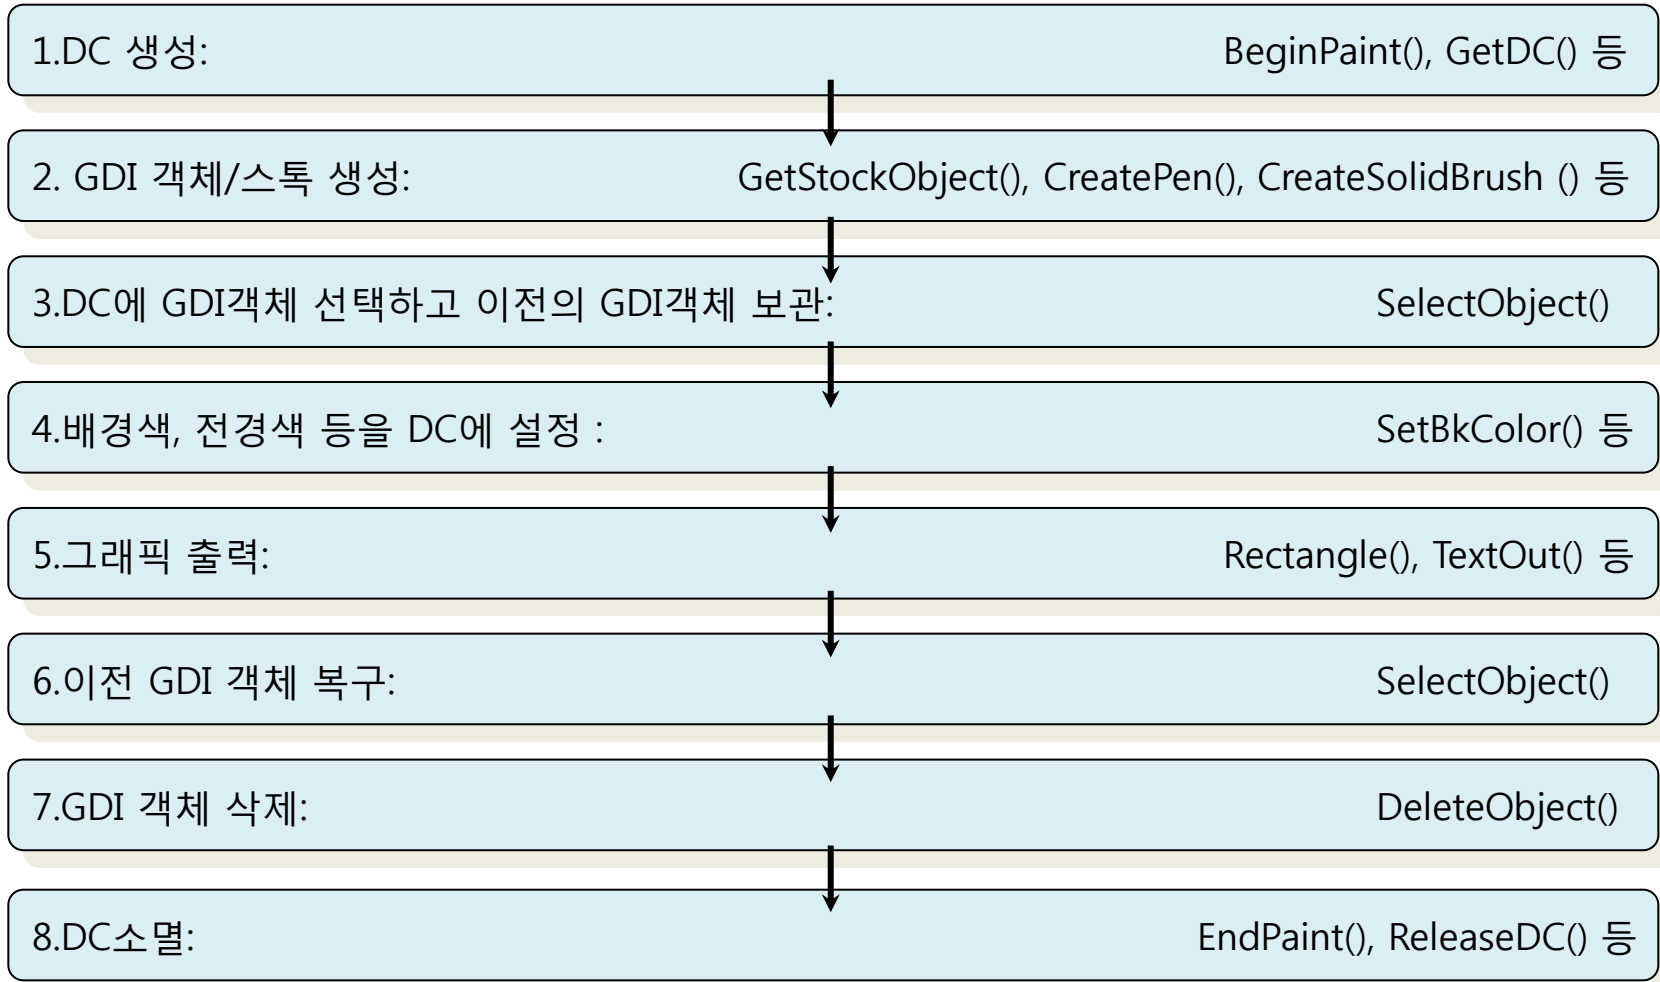 1.DC 생성: BeginPaint(), GetDC() 등
2. GDI 객체/스톡 생성: GetStockObject(), CreatePen(), CreateSolidBrush () 등
3.DC에 GDI객체 선택하고 이전의 GDI객체 보관: SelectObject()
4.배경색, 전경색 등을 DC에 설정 : SetBkColor() 등
5.그래픽 출력: Rectangle(), TextOut() 등
6.이전 GDI 객체 복구: SelectObject()
7.GDI 객체 삭제: DeleteObject()
8.DC소멸: EndPaint(), ReleaseDC() 등